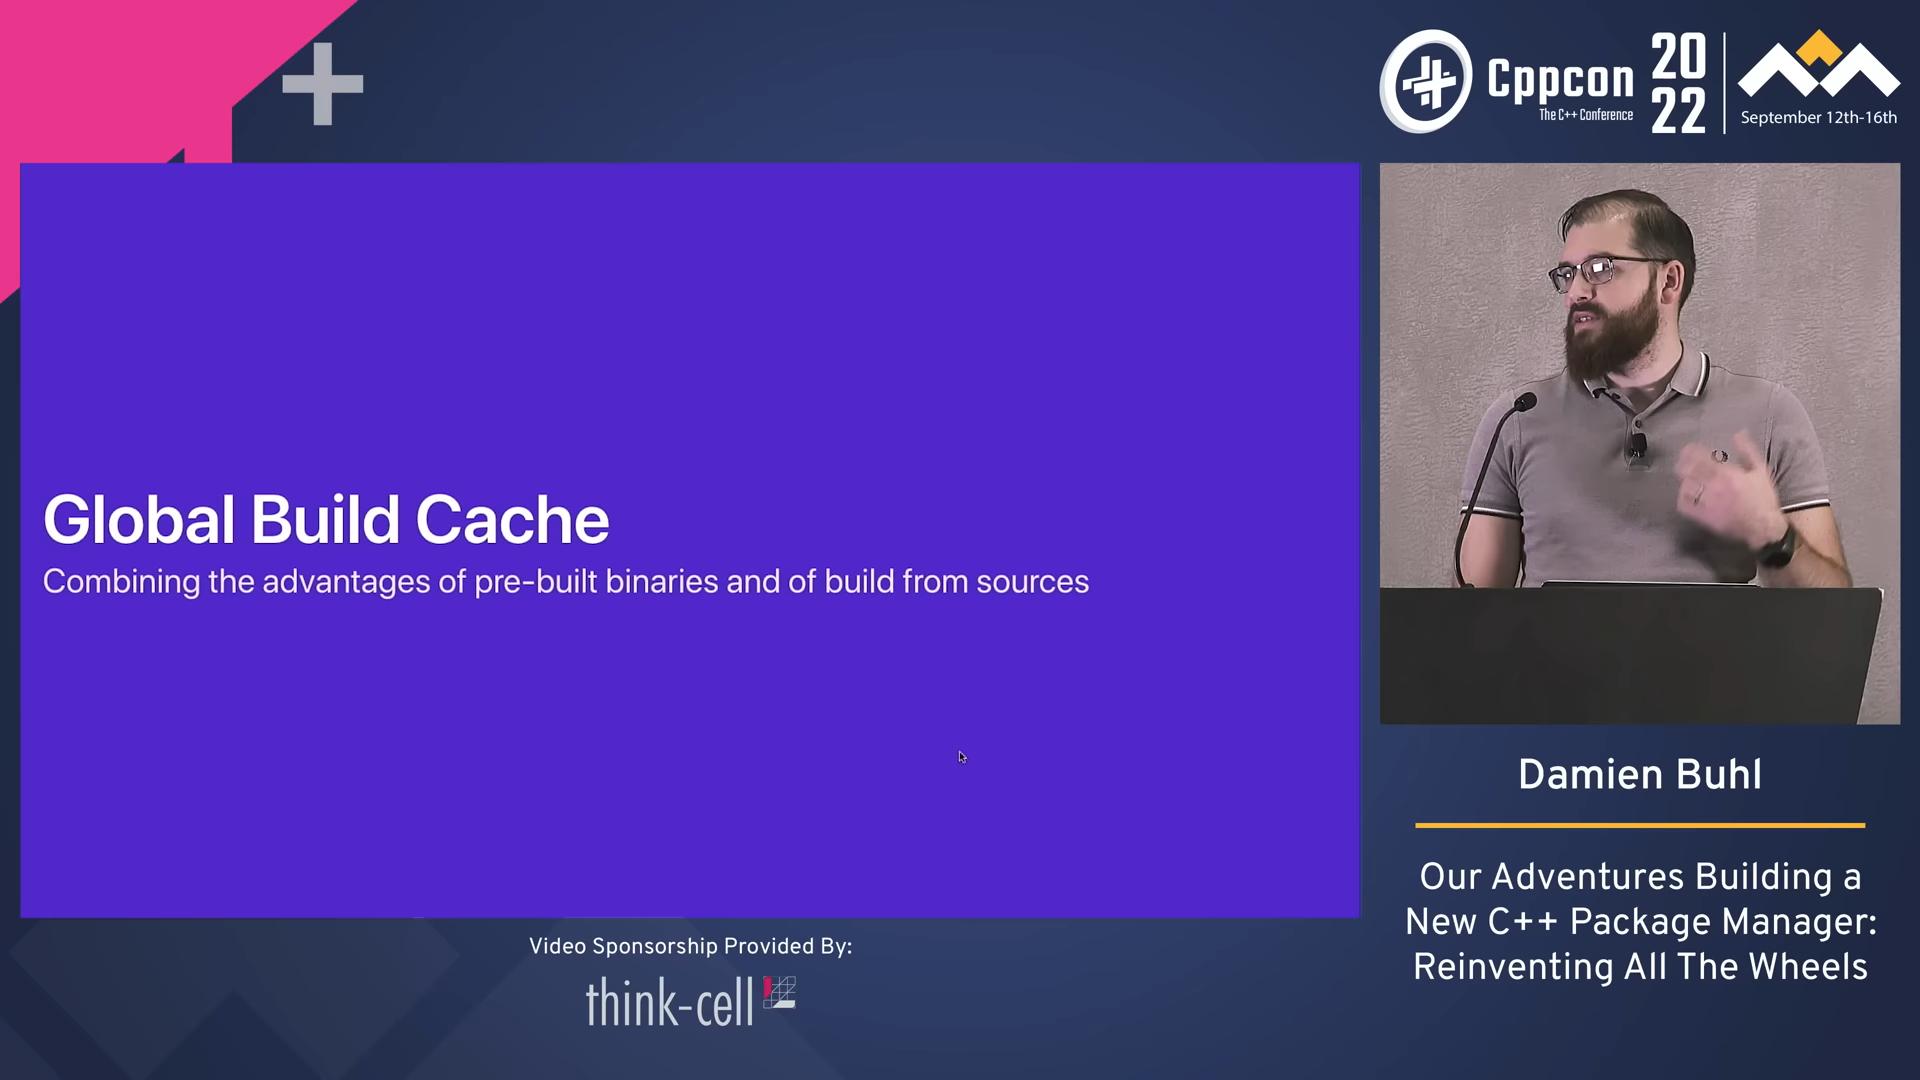 Cppcon
The C++ Conference
20
22
September 12th-16th
Global Build Cache
Combining the advantages of pre-built binaries and of build from sources
Damien Buhl
Our Adventures Building a
New C++ Package Manager:
Reinventing All The Wheels
Video Sponsorship Provided By:
think-cell